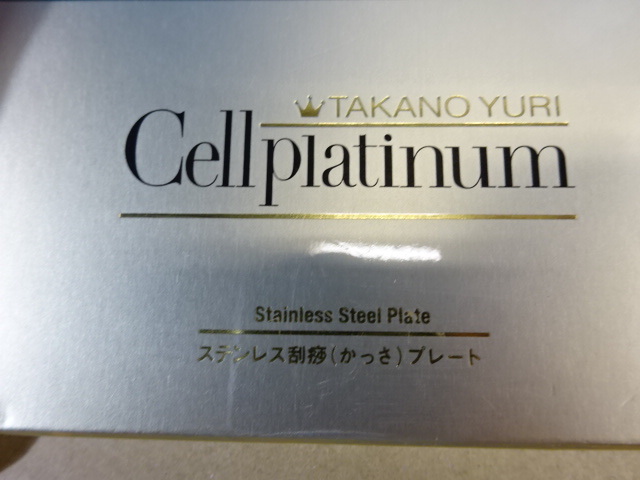 TAKANO YURI
Cellplatinum
Stainless Steel Plate
ステンレス刮痧(かっさ)プレート